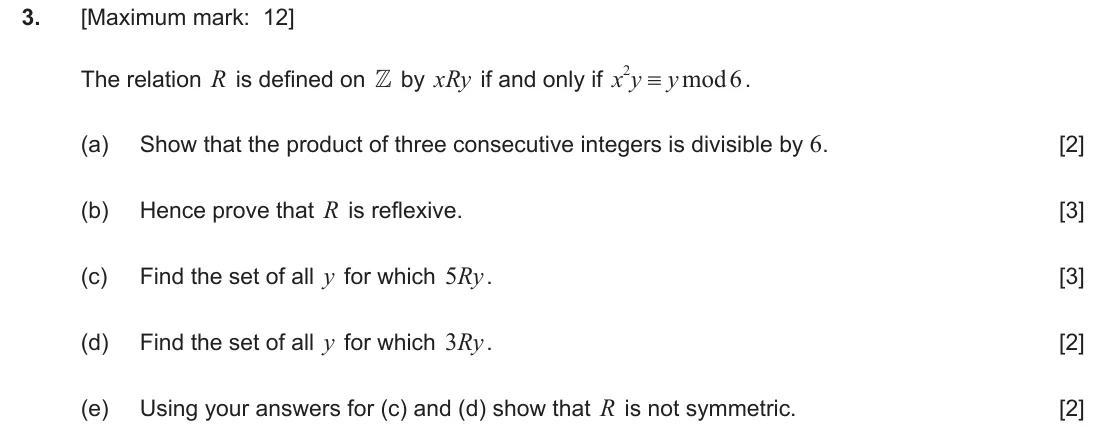 3. [Maximum mark: 12]
The relation R is defined on ℤ by xRy if and only if x²y ≡ y mod 6.
(a) Show that the product of three consecutive integers is divisible by 6. [2]
(b) Hence prove that R is reflexive. [3]
(c) Find the set of all y for which 5Ry. [3]
(d) Find the set of all y for which 3Ry. [2]
(e) Using your answers for (c) and (d) show that R is not symmetric. [2]